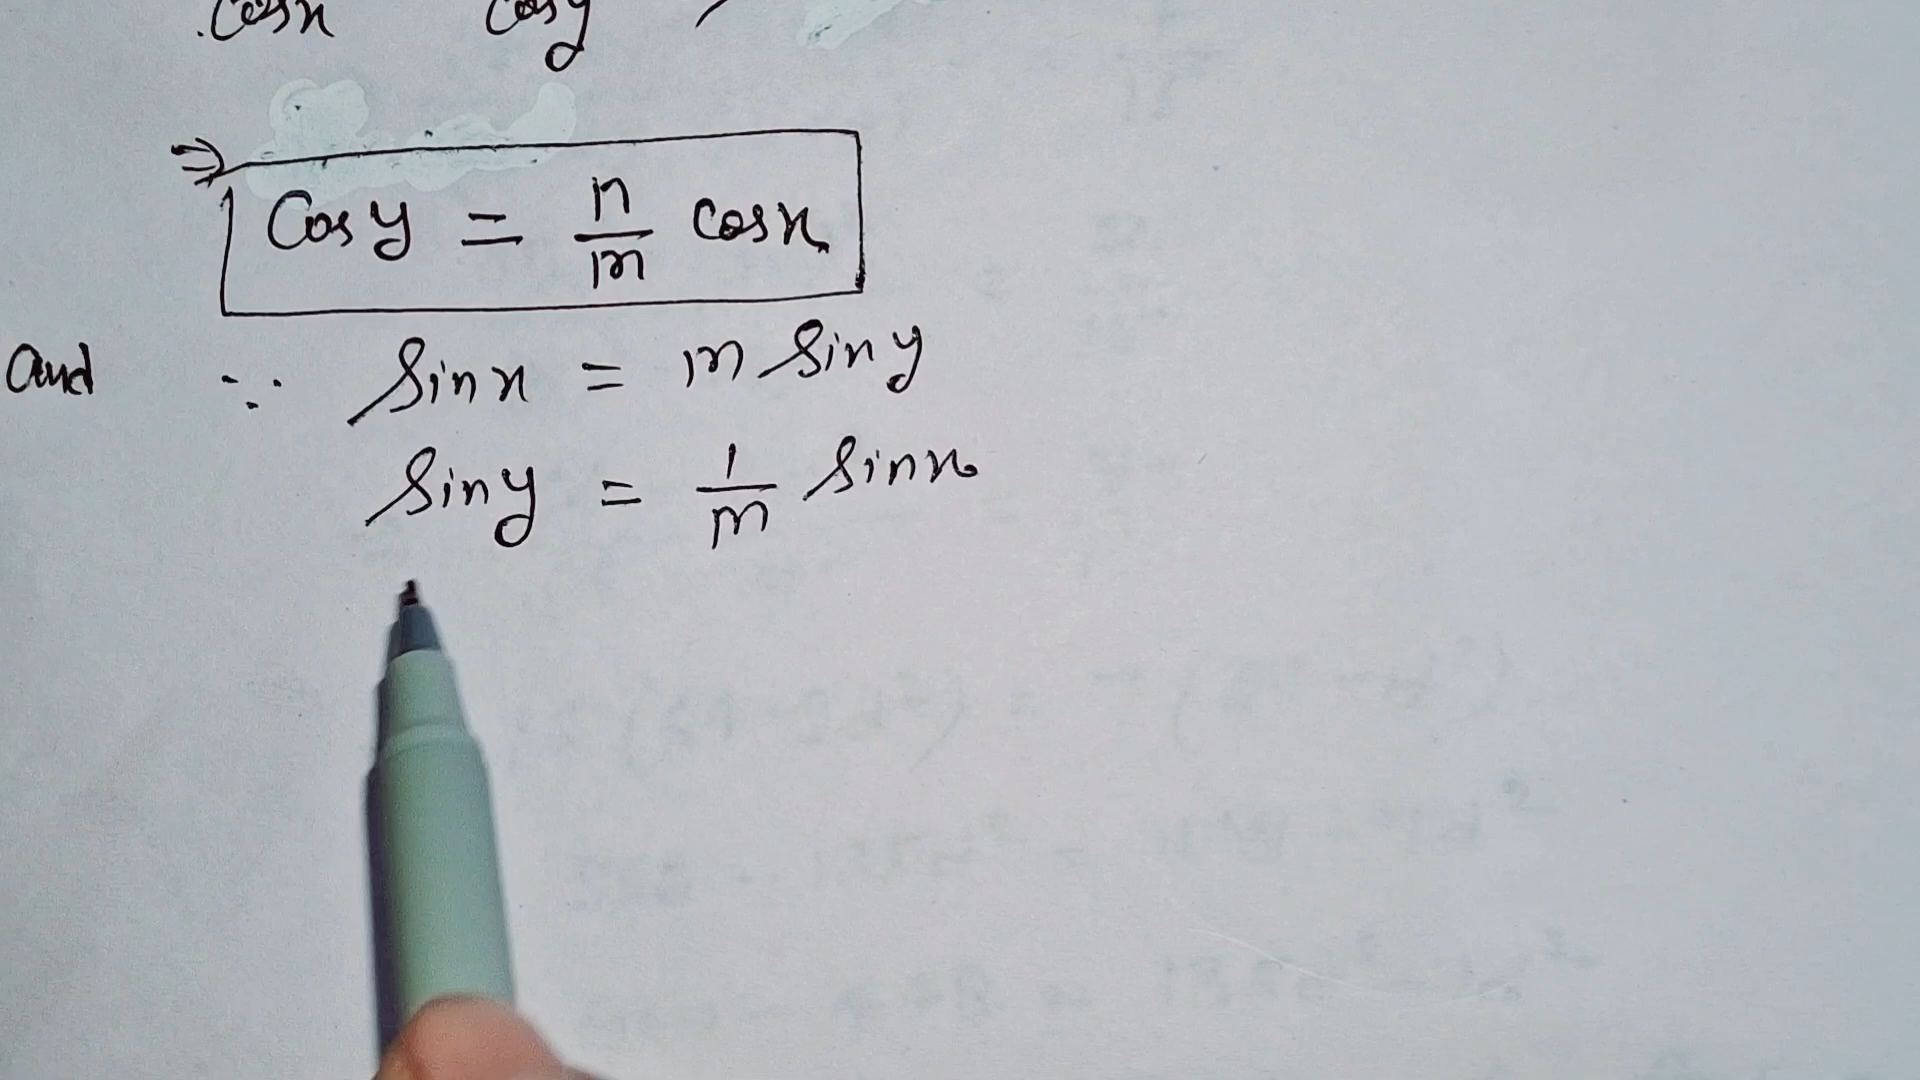 cosx cosy
⇒ Cosy = n/m cosx
and ∵ sinx = m siny
siny = 1/m sinx